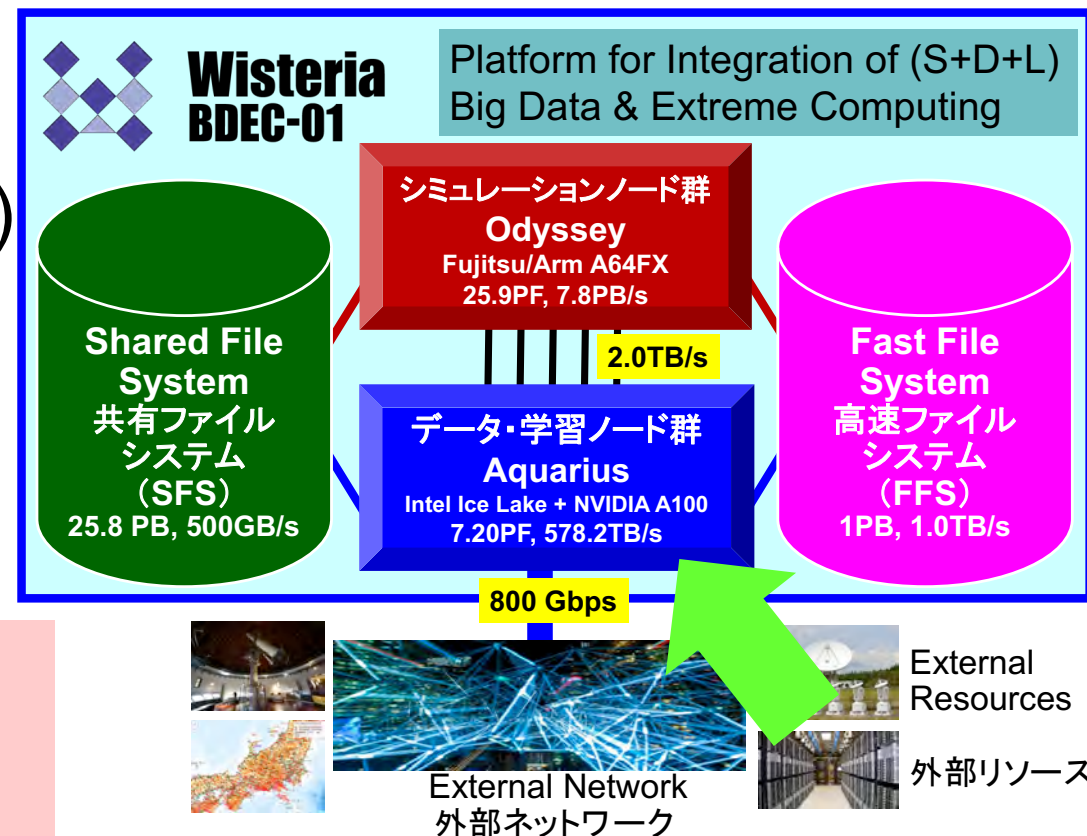 Wisteria
BDEC-01
Platform for Integration of (S+D+L)
Big Data & Extreme Computing
)
シミュレーションノード群
Odyssey
Fujitsu/Arm A64FX
25.9PF, 7.8PB/s
2.0TB/s
Shared File
System
共有ファイル
システム
(SFS)
25.8 PB, 500GB/s
データ・学習ノード群
Aquarius
Intel Ice Lake + NVIDIA A100
7.20PF, 578.2TB/s
Fast File
System
高速ファイル
システム
(FFS)
1PB, 1.0TB/s
800 Gbps
External
Resources
外部リソース
External Network
外部ネットワーク